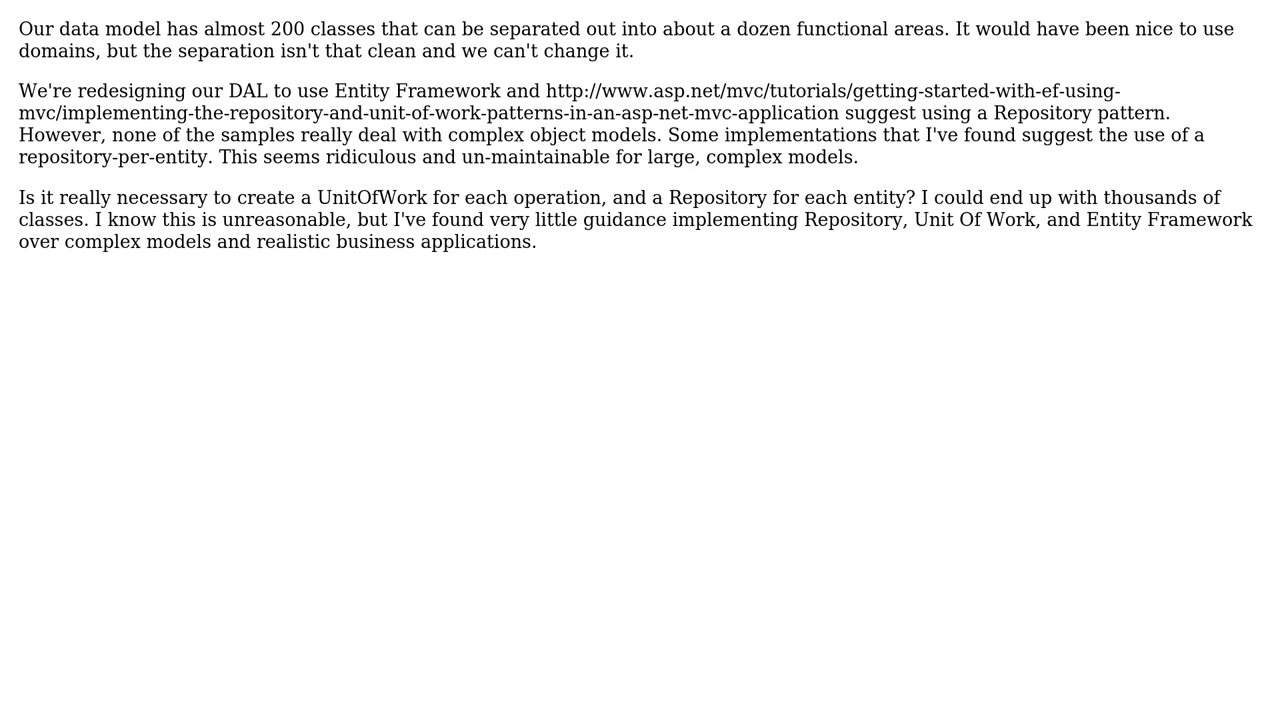 Our data model has almost 200 classes that can be separated out into about a dozen functional areas. It would have been nice to use
domains, but the separation isn't that clean and we can't change it.
We're redesigning our DAL to use Entity Framework and http://www.asp.net/mvc/tutorials/getting-started-with-ef-using-
mvc/implementing-the-repository-and-unit-of-work-patterns-in-an-asp-net-mvc-application suggest using a Repository pattern.
However, none of the samples really deal with complex object models. Some implementations that I've found suggest the use of a
repository-per-entity. This seems ridiculous and un-maintainable for large, complex models.
Is it really necessary to create a UnitOfWork for each operation, and a Repository for each entity? I could end up with thousands of
classes. I know this is unreasonable, but I've found very little guidance implementing Repository, Unit Of Work, and Entity Framework
over complex models and realistic business applications.